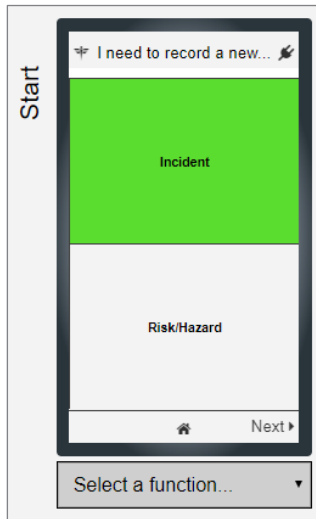 Start
I need to record a new...
Incident
Risk/Hazard
Next
Select a function...